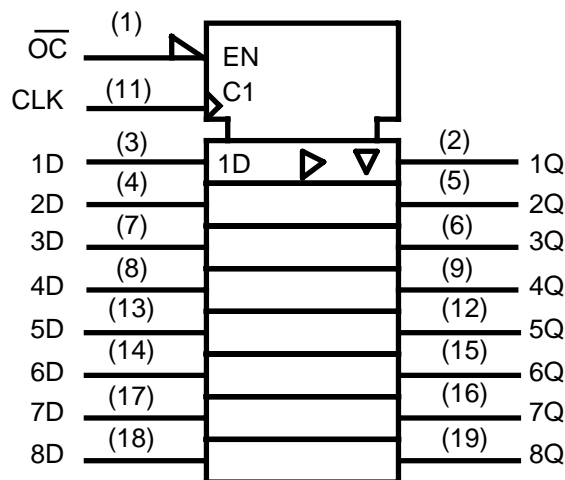 (1)
O̅C̅ EN
CLK (11) C1
1D (3) 1D (2) 1Q
2D (4) (5) 2Q
3D (7) (6) 3Q
4D (8) (9) 4Q
5D (13) (12) 5Q
6D (14) (15) 6Q
7D (17) (16) 7Q
8D (18) (19) 8Q